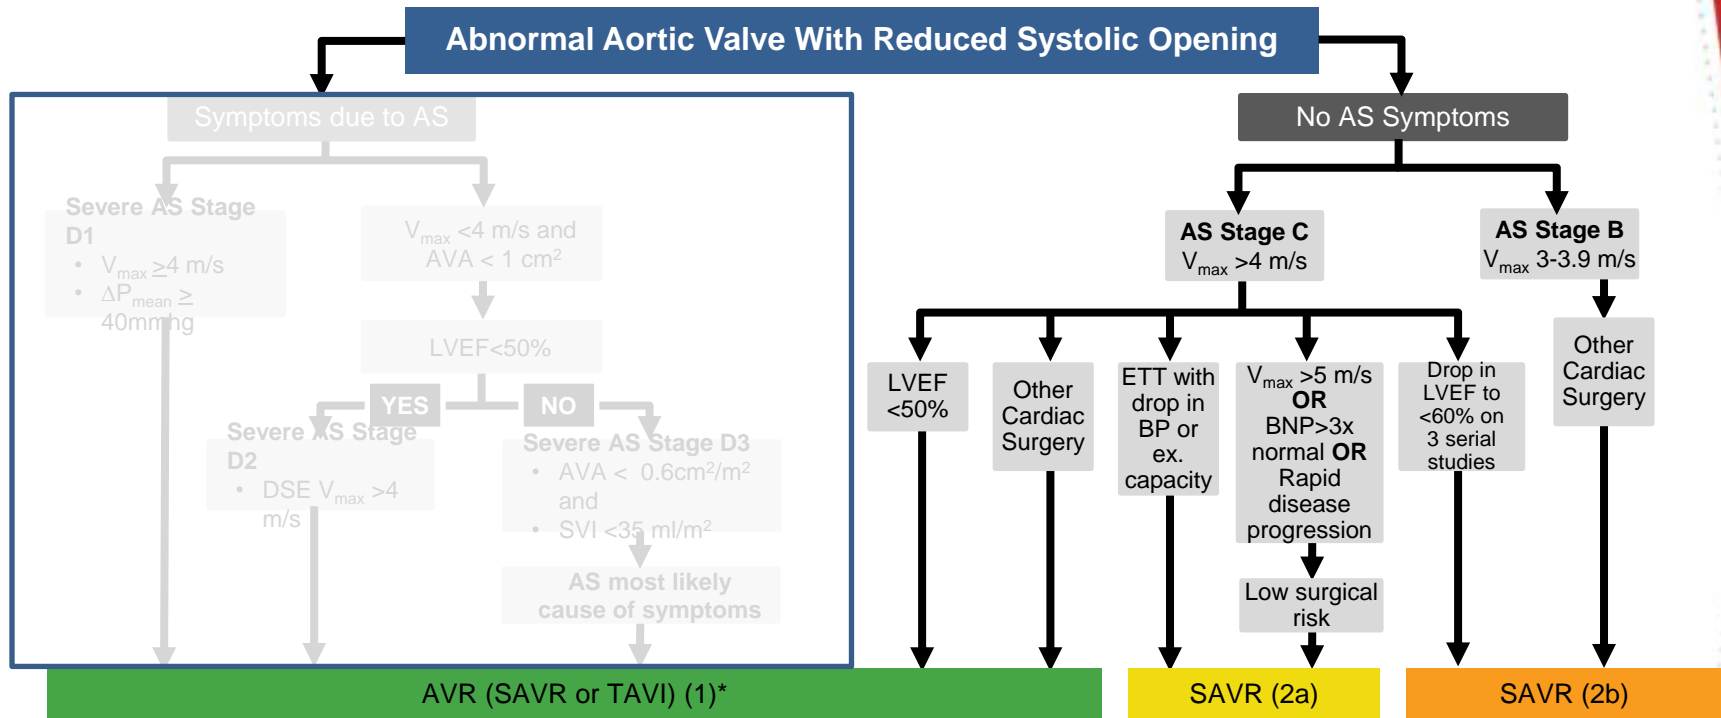 Abnormal Aortic Valve With Reduced Systolic Opening
Symptoms due to AS
No AS Symptoms
Severe AS Stage
D1
• Vmax ≥4 m/s
• ΔPmean ≥
40mmhg
Vmax <4 m/s and
AVA < 1 cm²
LVEF<50%
YES
NO
Severe AS Stage
D2
• DSE Vmax >4
m/s
Severe AS Stage D3
• AVA < 0.6cm²/m²
and
• SVI <35 ml/m²
AS most likely
cause of symptoms
AS Stage C
Vmax >4 m/s
AS Stage B
Vmax 3-3.9 m/s
LVEF
<50%
Other
Cardiac
Surgery
ETT with
drop in
BP or
ex.
capacity
Vmax >5 m/s
OR
BNP>3x
normal OR
Rapid
disease
progression
Low surgical
risk
Drop in
LVEF to
<60% on
3 serial
studies
Other
Cardiac
Surgery
AVR (SAVR or TAVI) (1)*
SAVR (2a)
SAVR (2b)